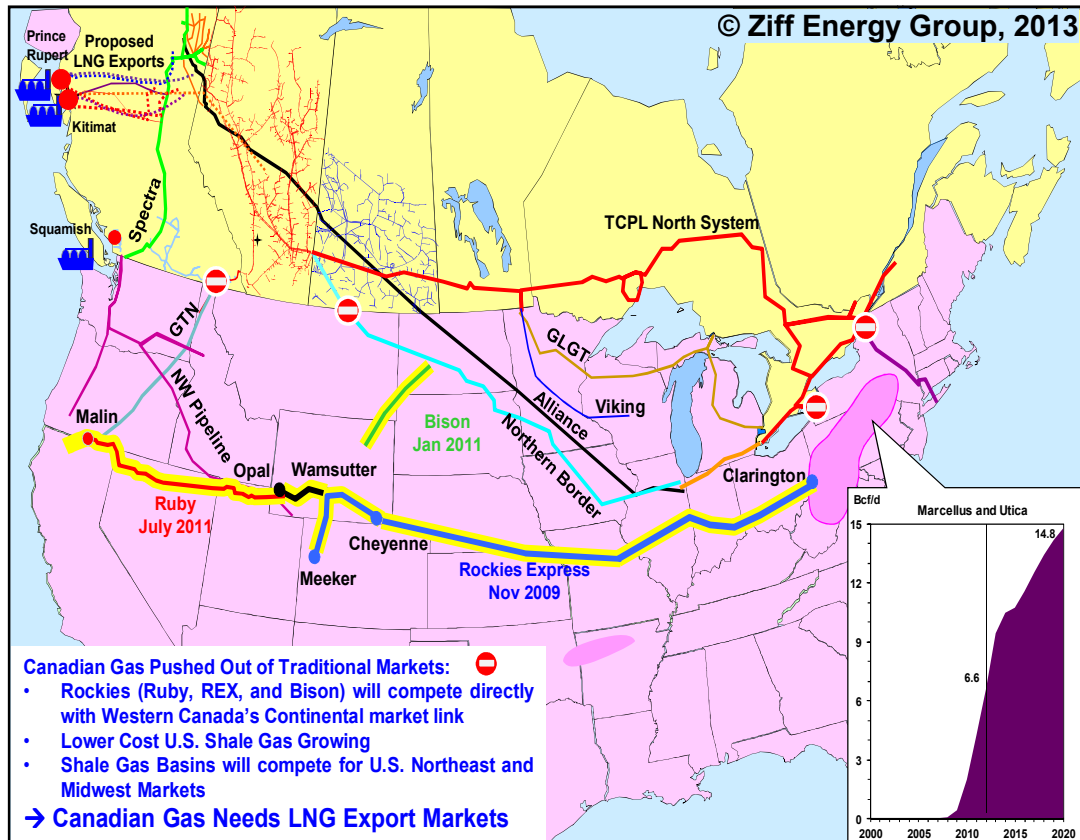 © Ziff Energy Group, 2013
Prince
Rupert
Proposed
LNG Exports
Kitimat
Spectra
Squamish
TCPL North System
GTN
GLGT
NW Pipeline
Malin
Viking
Alliance
Bison
Jan 2011
Northern Border
Opal
Wamsutter
Clarington
Ruby
July 2011
Cheyenne
Meeker
Rockies Express
Nov 2009
Canadian Gas Pushed Out of Traditional Markets:
• Rockies (Ruby, REX, and Bison) will compete directly
with Western Canada's Continental market link
• Lower Cost U.S. Shale Gas Growing
• Shale Gas Basins will compete for U.S. Northeast and
Midwest Markets
→ Canadian Gas Needs LNG Export Markets
Bcf/d
Marcellus and Utica
15
14.8
12
9
6.6
6
3
0
2000 2005 2010 2015 2020